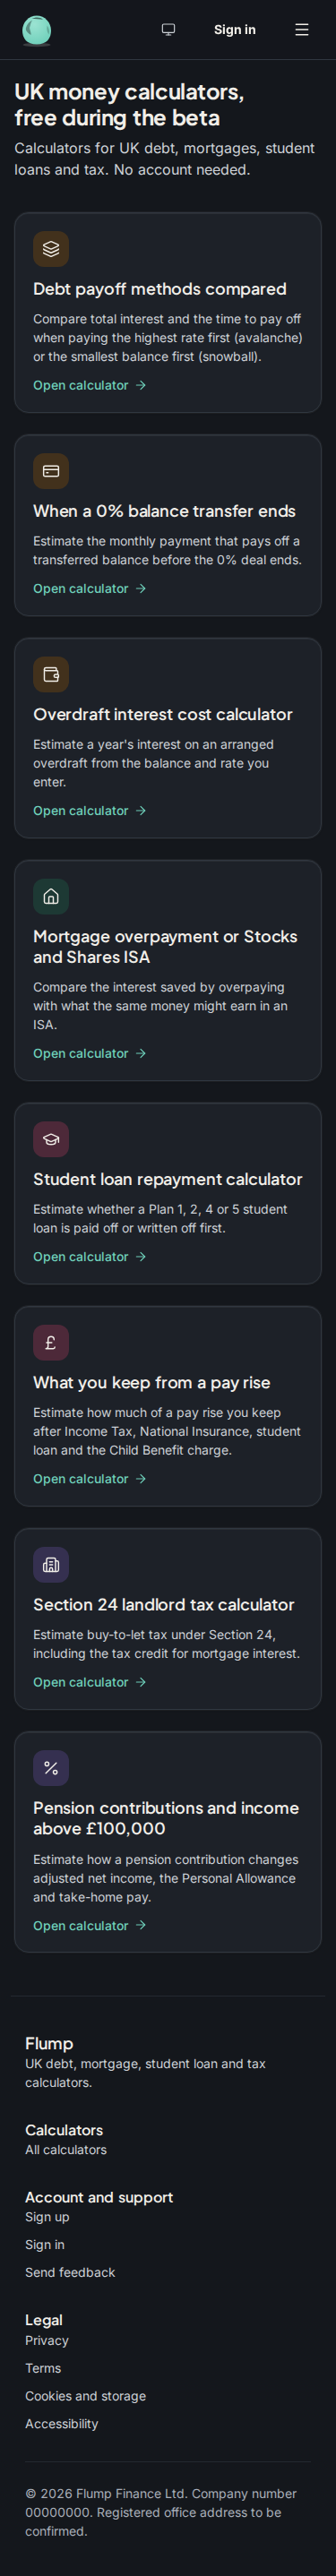 Sign in
UK money calculators,
free during the beta
Calculators for UK debt, mortgages, student
loans and tax. No account needed.
Debt payoff methods compared
Compare total interest and the time to pay off
when paying the highest rate first (avalanche)
or the smallest balance first (snowball).
Open calculator
When a 0% balance transfer ends
Estimate the monthly payment that pays off a
transferred balance before the 0% deal ends.
Open calculator
Overdraft interest cost calculator
Estimate a year's interest on an arranged
overdraft from the balance and rate you
enter.
Open calculator
Mortgage overpayment or Stocks
and Shares ISA
Compare the interest saved by overpaying
with what the same money might earn in an
ISA.
Open calculator
Student loan repayment calculator
Estimate whether a Plan 1, 2, 4 or 5 student
loan is paid off or written off first.
Open calculator
£
What you keep from a pay rise
Estimate how much of a pay rise you keep
after Income Tax, National Insurance, student
loan and the Child Benefit charge.
Open calculator
Section 24 landlord tax calculator
Estimate buy-to-let tax under Section 24,
including the tax credit for mortgage interest.
Open calculator
%
Pension contributions and income
above £100,000
Estimate how a pension contribution changes
adjusted net income, the Personal Allowance
and take-home pay.
Open calculator
Flump
UK debt, mortgage, student loan and tax
calculators.
Calculators
All calculators
Account and support
Sign up
Sign in
Send feedback
Legal
Privacy
Terms
Cookies and storage
Accessibility
© 2026 Flump Finance Ltd. Company number
00000000. Registered office address to be
confirmed.